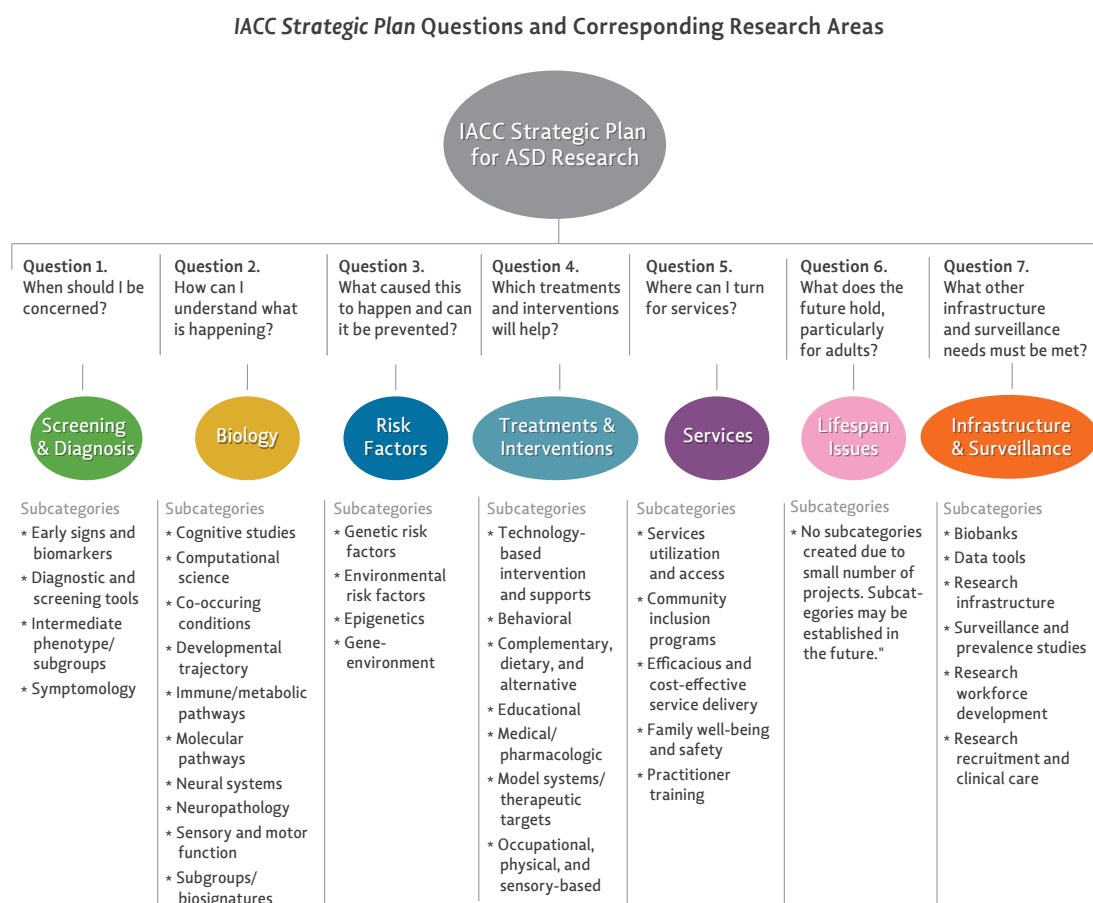 IACC Strategic Plan Questions and Corresponding Research Areas
IACC Strategic Plan
for ASD Research
Question 1.
When should I be
concerned?
Question 2.
How can I
understand what
is happening?
Question 3.
What caused this
to happen and can
it be prevented?
Question 4.
Which treatments
and interventions
will help?
Question 5.
Where can I turn
for services?
Question 6.
What does the
future hold,
particularly
for adults?
Question 7.
What other
infrastructure
and surveillance
needs must be met?
Screening
& Diagnosis
Biology
Risk
Factors
Treatments &
Interventions
Services
Lifespan
Issues
Infrastructure
& Surveillance
Subcategories
* Early signs and
biomarkers
* Diagnostic and
screening tools
* Intermediate
phenotype/
subgroups
* Symptomology
Subcategories
* Cognitive studies
* Computational
science
* Co-occuring
conditions
* Developmental
trajectory
* Immune/metabolic
pathways
* Molecular
pathways
* Neural systems
* Neuropathology
* Sensory and motor
function
* Subgroups/
biosignatures
Subcategories
* Genetic risk
factors
* Environmental
risk factors
* Epigenetics
* Gene-
environment
Subcategories
* Technology-
based
intervention
and supports
* Behavioral
* Complementary,
dietary, and
alternative
* Educational
* Medical/
pharmacologic
* Model systems/
therapeutic
targets
* Occupational,
physical, and
sensory-based
Subcategories
* Services
utilization
and access
* Community
inclusion
programs
* Efficacious and
cost-effective
service delivery
* Family well-being
and safety
* Practitioner
training
Subcategories
* No subcategories
created due to
small number of
projects. Subcat-
egories may be
established in
the future."
Subcategories
* Biobanks
* Data tools
* Research
infrastructure
* Surveillance and
prevalence studies
* Research
workforce
development
* Research
recruitment and
clinical care